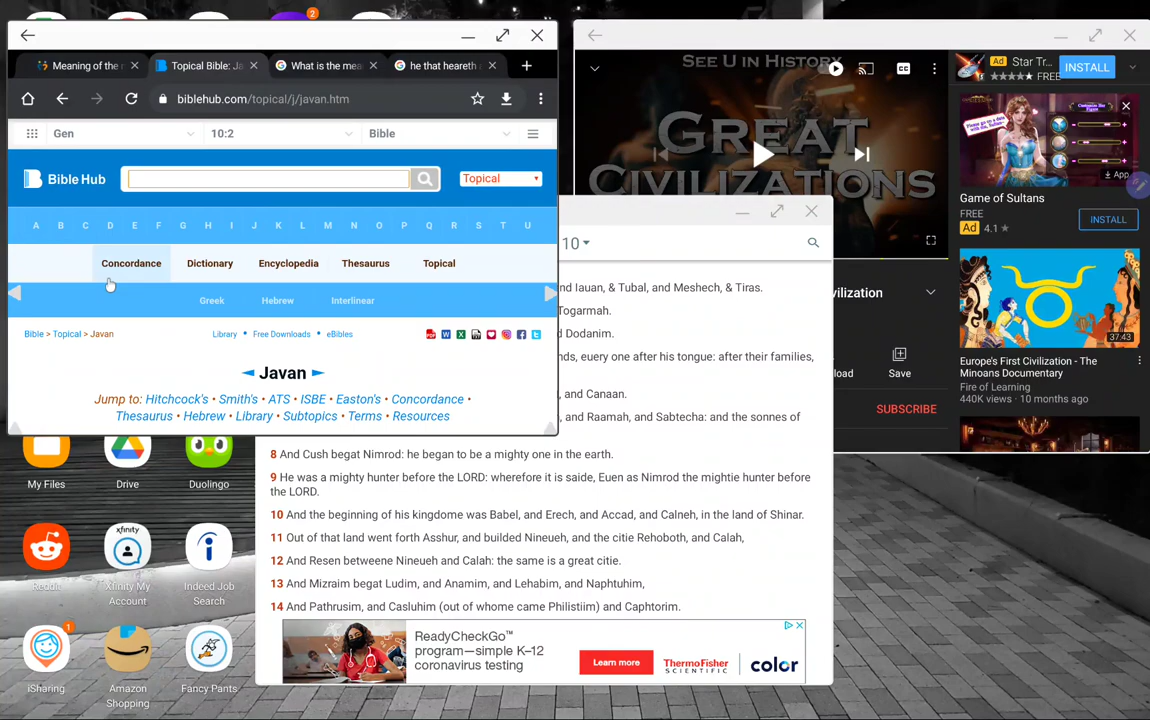 2
Meaning of the n
Topical Bible: Ja
What is the mea
he that heareth
biblehub.com/topical/j/javan.htm
Gen
10:2
Bible
Bible Hub
Topical
A B C D E F G H I J K L M N O P Q R S T U
Concordance
Dictionary
Encyclopedia
Thesaurus
Topical
Greek
Hebrew
Interlinear
Bible > Topical > Javan
Library • Free Downloads • eBibles
Javan
Jump to: Hitchcock's • Smith's • ATS • ISBE • Easton's • Concordance •
Thesaurus • Hebrew • Library • Subtopics • Terms • Resources
SEE U IN HISTORY
GREAT
CIVILIZATIONS
CC
Ad Star Tr...
FREE
INSTALL
App
Game of Sultans
FREE
Ad 4.1 ★
INSTALL
37:43
Europe's First Civilization - The
Minoans Documentary
Fire of Learning
440K views · 10 months ago
ivilization
load
Save
SUBSCRIBE
10
nd Iauan, & Tubal, and Meshech, & Tiras.
Togarmah.
d Dodanim.
nds, euery one after his tongue: after their families,
, and Canaan.
, and Raamah, and Sabtecha: and the sonnes of
8 And Cush begat Nimrod: he began to be a mighty one in the earth.
9 He was a mighty hunter before the LORD: wherefore it is saide, Euen as Nimrod the mightie hunter before
the LORD.
10 And the beginning of his kingdome was Babel, and Erech, and Accad, and Calneh, in the land of Shinar.
11 Out of that land went forth Asshur, and builded Nineueh, and the citie Rehoboth, and Calah,
12 And Resen betweene Nineueh and Calah: the same is a great citie.
13 And Mizraim begat Ludim, and Anamim, and Lehabim, and Naphtuhim,
14 And Pathrusim, and Casluhim (out of whome came Philistiim) and Caphtorim.
ReadyCheckGo™
program—simple K–12
coronavirus testing
Learn more
ThermoFisher
SCIENTIFIC
color
My Files
Drive
Duolingo
Reddit
xfinity
Xfinity My
Account
Indeed Job
Search
1
iSharing
Amazon
Shopping
Fancy Pants